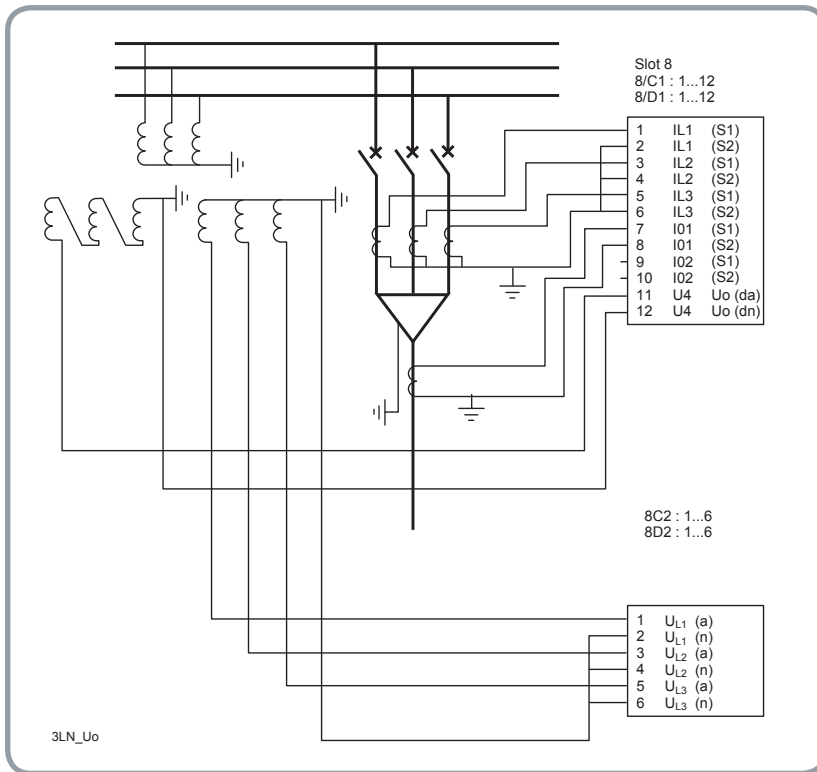 Slot 8
8/C1 : 1...12
8/D1 : 1...12
1 IL1 (S1)
2 IL1 (S2)
3 IL2 (S1)
4 IL2 (S2)
5 IL3 (S1)
6 IL3 (S2)
7 I01 (S1)
8 I01 (S2)
9 I02 (S1)
10 I02 (S2)
11 U4 Uo (da)
12 U4 Uo (dn)
8C2 : 1...6
8D2 : 1...6
1 UL1 (a)
2 UL1 (n)
3 UL2 (a)
4 UL2 (n)
5 UL3 (a)
6 UL3 (n)
3LN_Uo